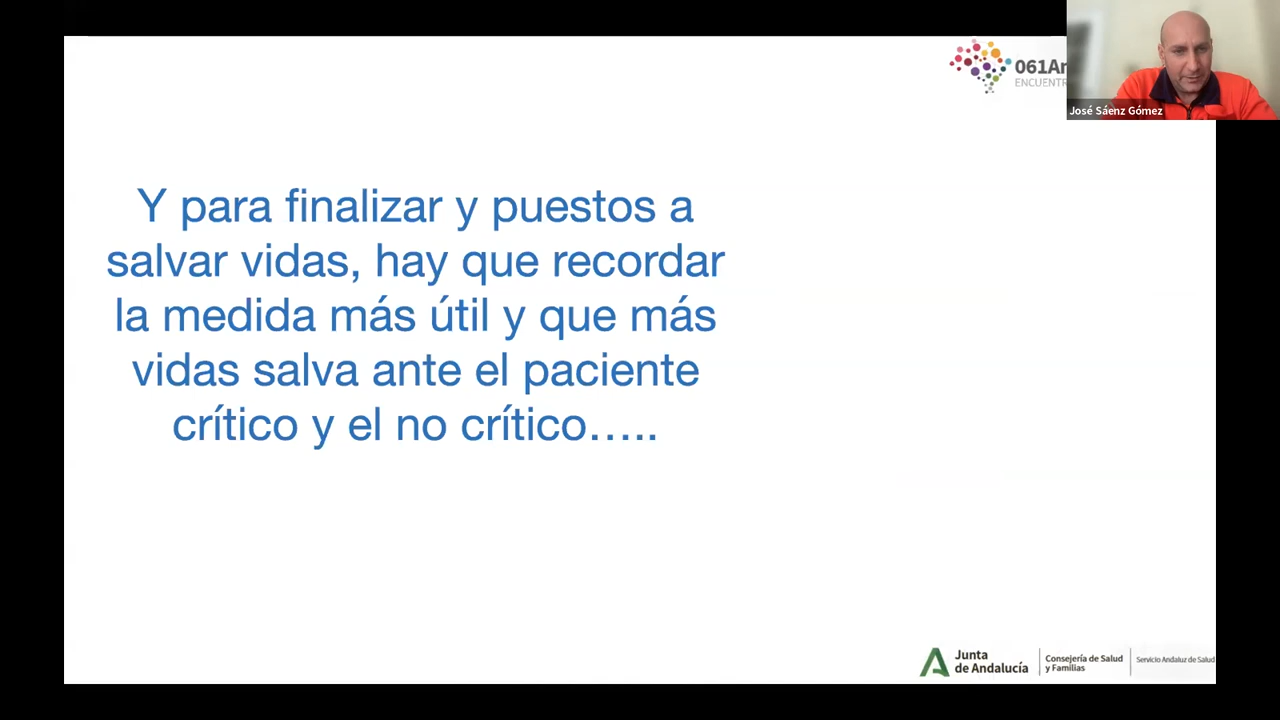 José Sáenz Gómez
Y para finalizar y puestos a
salvar vidas, hay que recordar
la medida más útil y que más
vidas salva ante el paciente
crítico y el no crítico…..
Junta
de Andalucía
Consejería de Salud
y Familias
Servicio Andaluz de Salud